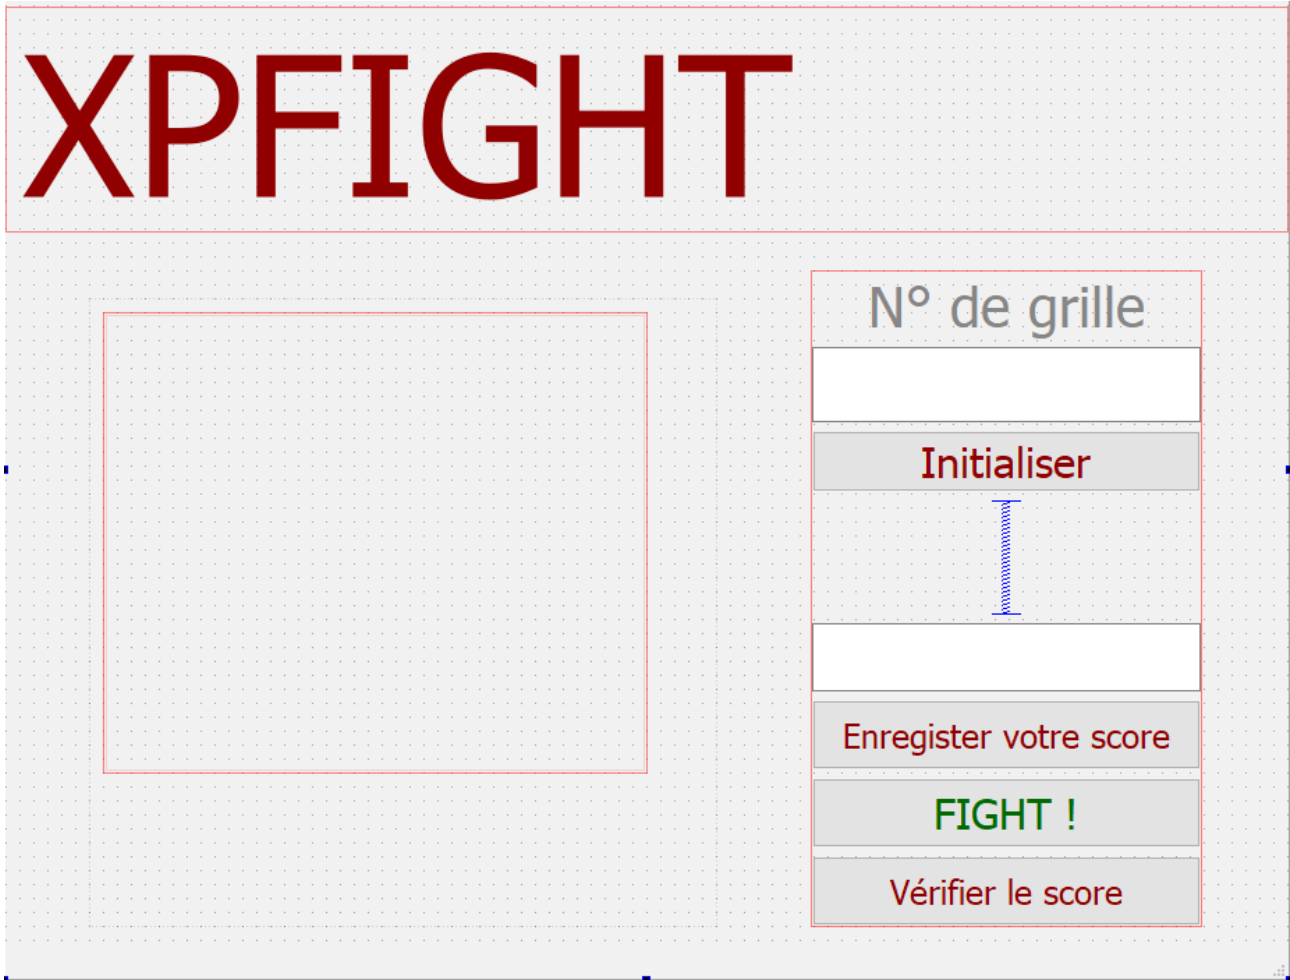 XPFIGHT
N° de grille
Initialiser
Enregister votre score
FIGHT !
Vérifier le score